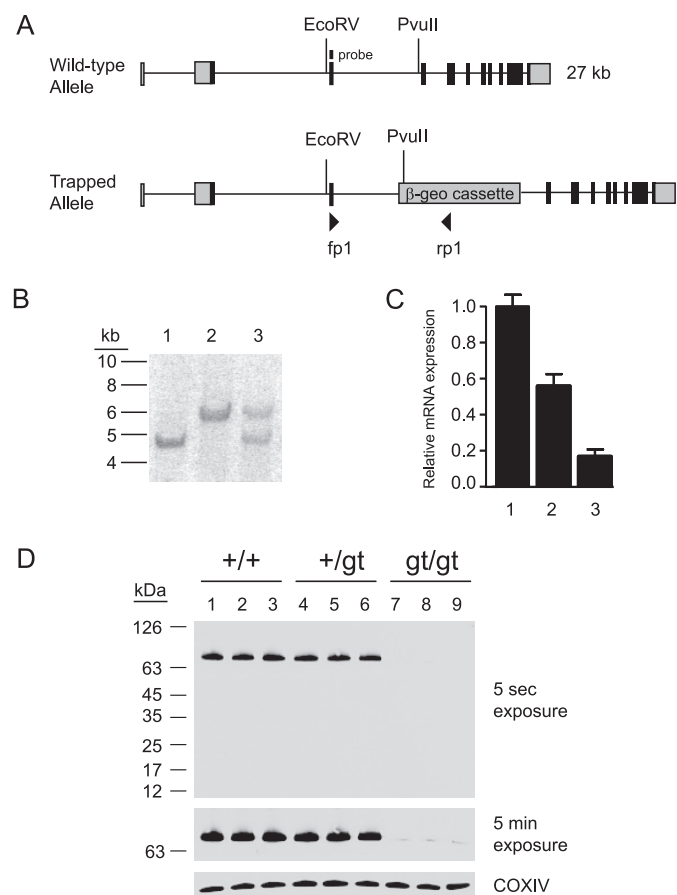 A
EcoRV
PvuII
probe
Wild-type
Allele
27 kb
EcoRV
PvuII
Trapped
Allele
β-geo cassette
fp1
rp1
B
kb
1 2 3
10
8
6
5
4
C
Relative mRNA expression
1.0
0.8
0.6
0.4
0.2
0.0
1 2 3
D
+/+ +/gt gt/gt
kDa
1 2 3 4 5 6 7 8 9
126
63
45
35
25
17
12
5 sec
exposure
63
5 min
exposure
COXIV